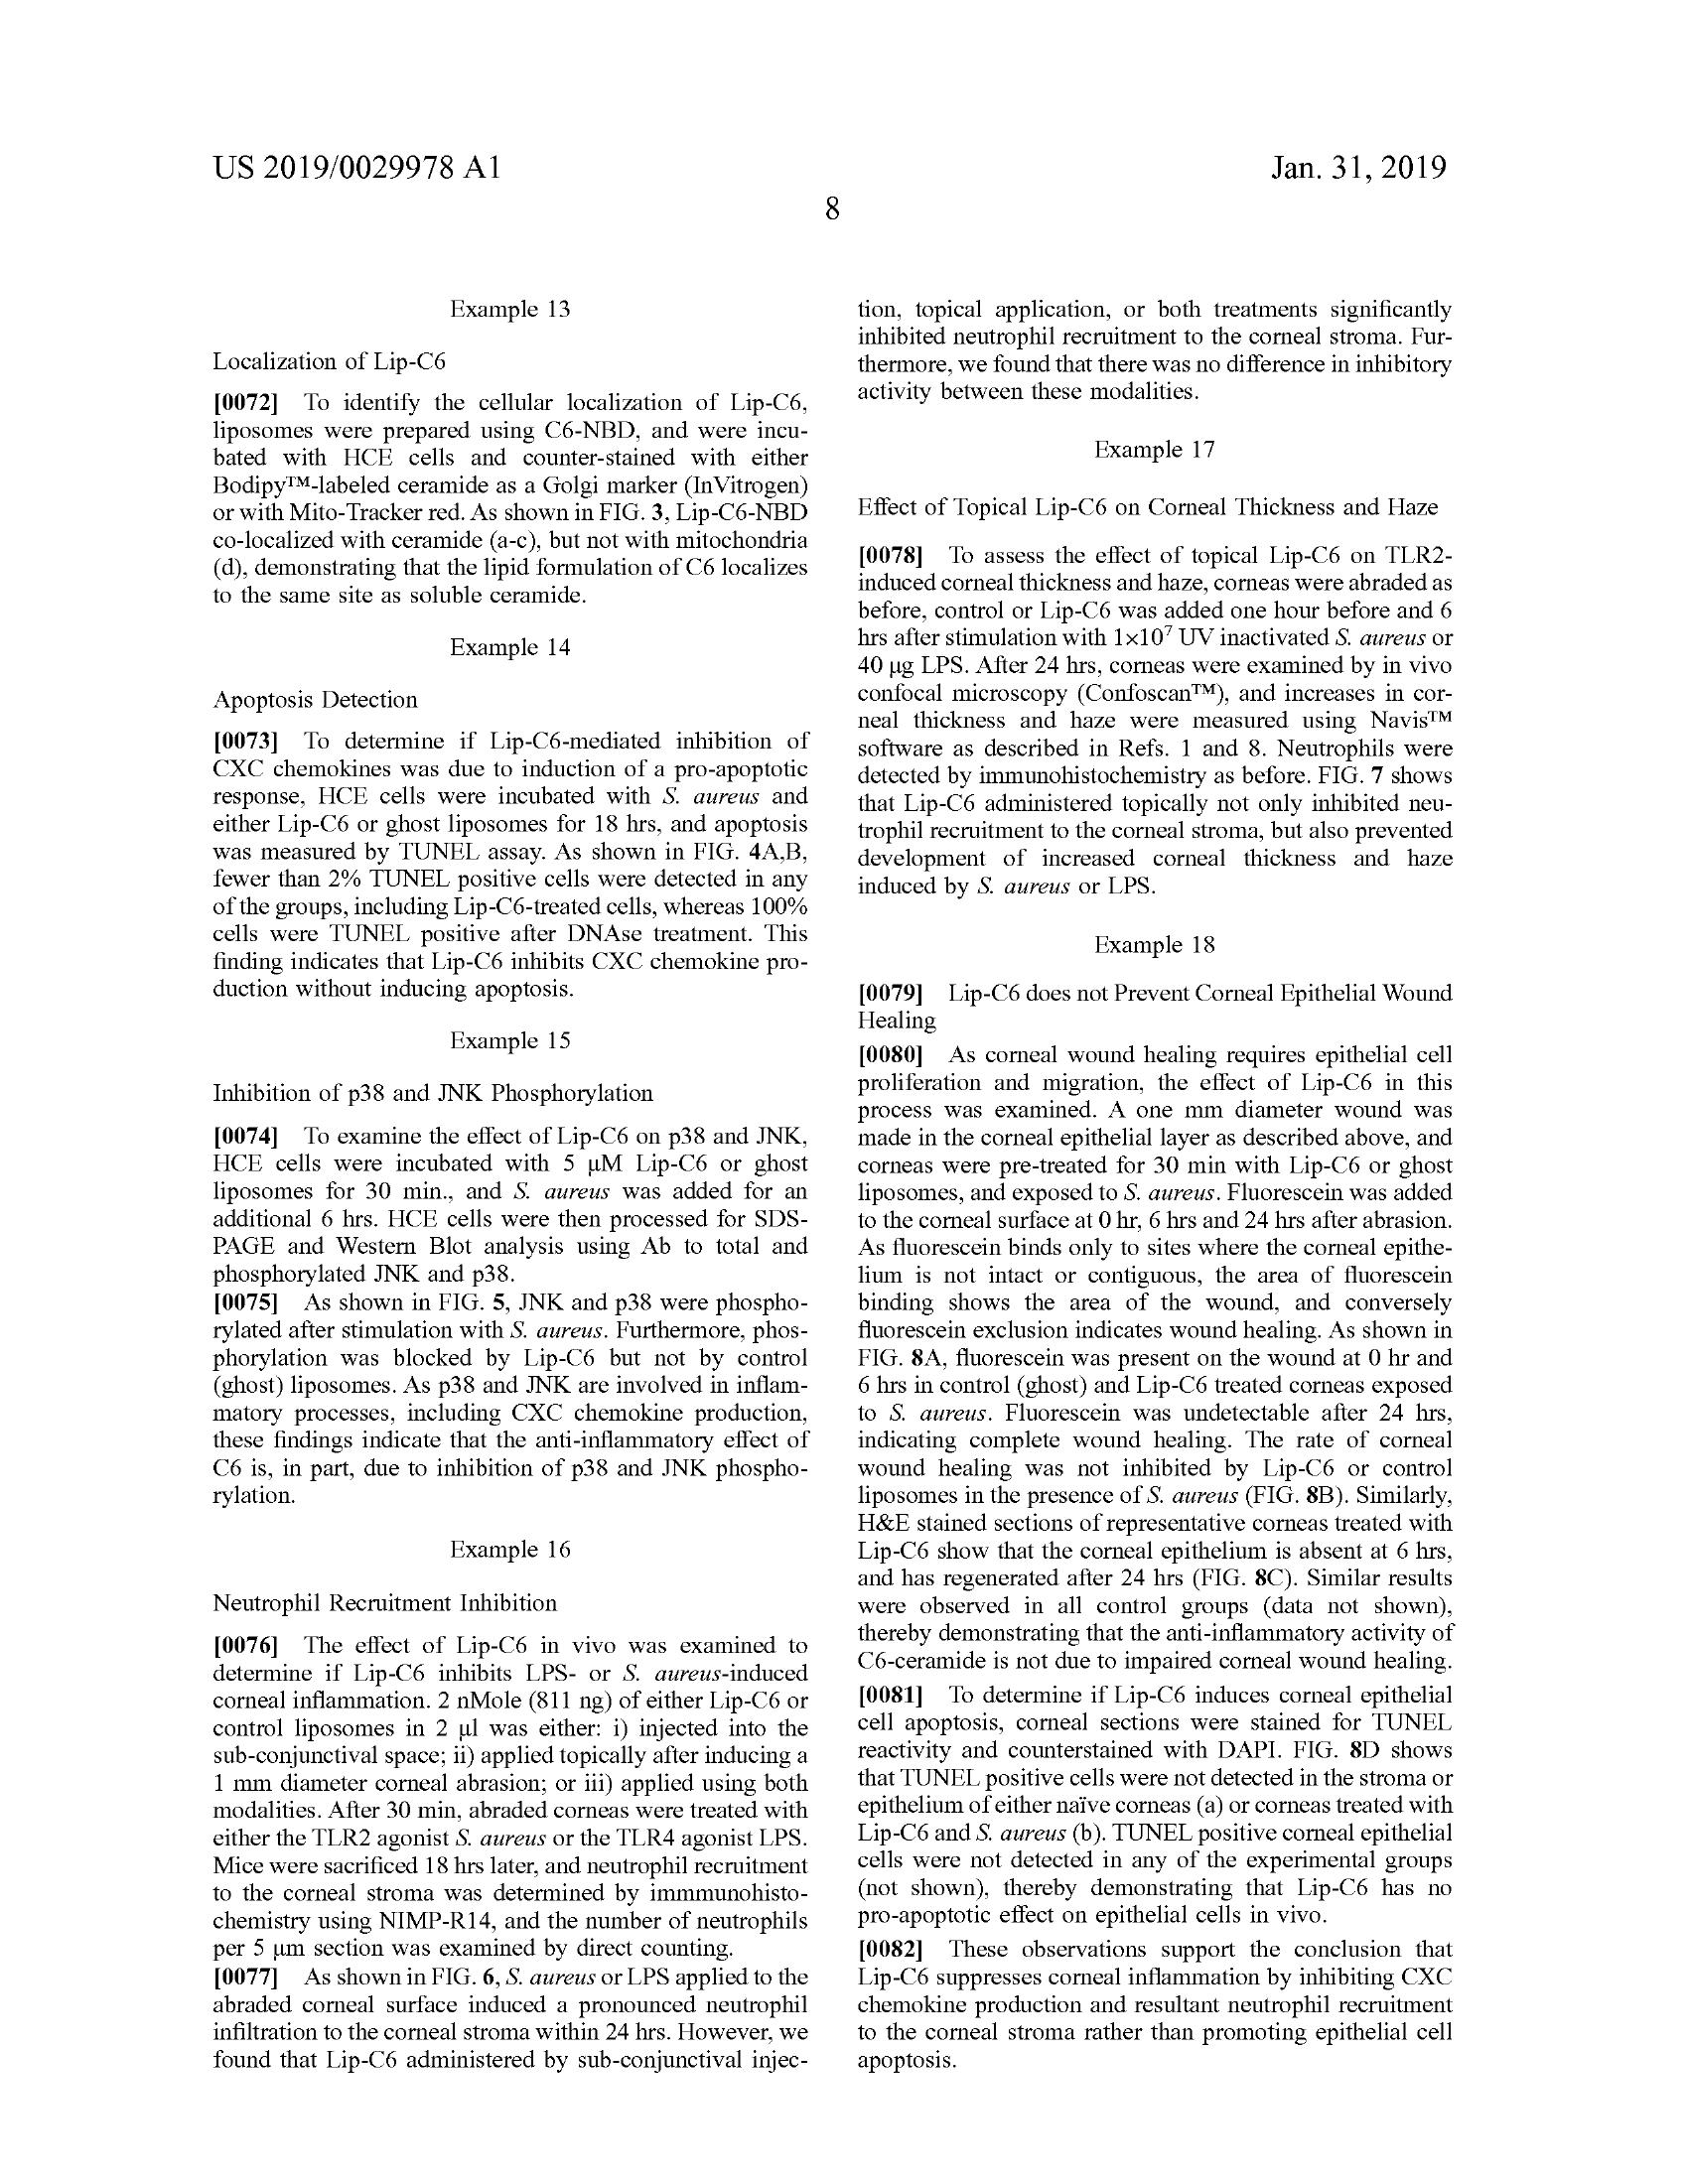 US 2019/0029978 A1
Jan. 31, 2019
8
Example 13
Localization of Lip-C6
[0072] To identify the cellular localization of Lip-C6,
liposomes were prepared using C6-NBD, and were incu-
bated with HCE cells and counter-stained with either
Bodipy™-labeled ceramide as a Golgi marker (InVitrogen)
or with Mito-Tracker red. As shown in FIG. 3, Lip-C6-NBD
co-localized with ceramide (a-c), but not with mitochondria
(d), demonstrating that the lipid formulation of C6 localizes
to the same site as soluble ceramide.
Example 14
Apoptosis Detection
[0073] To determine if Lip-C6-mediated inhibition of
CXC chemokines was due to induction of a pro-apoptotic
response, HCE cells were incubated with S. aureus and
either Lip-C6 or ghost liposomes for 18 hrs, and apoptosis
was measured by TUNEL assay. As shown in FIG. 4A,B,
fewer than 2% TUNEL positive cells were detected in any
of the groups, including Lip-C6-treated cells, whereas 100%
cells were TUNEL positive after DNAse treatment. This
finding indicates that Lip-C6 inhibits CXC chemokine pro-
duction without inducing apoptosis.
Example 15
Inhibition of p38 and JNK Phosphorylation
[0074] To examine the effect of Lip-C6 on p38 and JNK,
HCE cells were incubated with 5 μM Lip-C6 or ghost
liposomes for 30 min., and S. aureus was added for an
additional 6 hrs. HCE cells were then processed for SDS-
PAGE and Western Blot analysis using Ab to total and
phosphorylated JNK and p38.
[0075] As shown in FIG. 5, JNK and p38 were phospho-
rylated after stimulation with S. aureus. Furthermore, phos-
phorylation was blocked by Lip-C6 but not by control
(ghost) liposomes. As p38 and JNK are involved in inflam-
matory processes, including CXC chemokine production,
these findings indicate that the anti-inflammatory effect of
C6 is, in part, due to inhibition of p38 and JNK phospho-
rylation.
Example 16
Neutrophil Recruitment Inhibition
[0076] The effect of Lip-C6 in vivo was examined to
determine if Lip-C6 inhibits LPS- or S. aureus-induced
corneal inflammation. 2 nMole (811 ng) of either Lip-C6 or
control liposomes in 2 μl was either: i) injected into the
sub-conjunctival space; ii) applied topically after inducing a
1 mm diameter corneal abrasion; or iii) applied using both
modalities. After 30 min, abraded corneas were treated with
either the TLR2 agonist S. aureus or the TLR4 agonist LPS.
Mice were sacrificed 18 hrs later, and neutrophil recruitment
to the corneal stroma was determined by immmunohisto-
chemistry using NIMP-R14, and the number of neutrophils
per 5 μm section was examined by direct counting.
[0077] As shown in FIG. 6, S. aureus or LPS applied to the
abraded corneal surface induced a pronounced neutrophil
infiltration to the corneal stroma within 24 hrs. However, we
found that Lip-C6 administered by sub-conjunctival injec-
tion, topical application, or both treatments significantly
inhibited neutrophil recruitment to the corneal stroma. Fur-
thermore, we found that there was no difference in inhibitory
activity between these modalities.
Example 17
Effect of Topical Lip-C6 on Corneal Thickness and Haze
[0078] To assess the effect of topical Lip-C6 on TLR2-
induced corneal thickness and haze, corneas were abraded as
before, control or Lip-C6 was added one hour before and 6
hrs after stimulation with 1×10⁷ UV inactivated S. aureus or
40 μg LPS. After 24 hrs, corneas were examined by in vivo
confocal microscopy (Confoscan™), and increases in cor-
neal thickness and haze were measured using Navis™
software as described in Refs. 1 and 8. Neutrophils were
detected by immunohistochemistry as before. FIG. 7 shows
that Lip-C6 administered topically not only inhibited neu-
trophil recruitment to the corneal stroma, but also prevented
development of increased corneal thickness and haze
induced by S. aureus or LPS.
Example 18
[0079] Lip-C6 does not Prevent Corneal Epithelial Wound
Healing
[0080] As corneal wound healing requires epithelial cell
proliferation and migration, the effect of Lip-C6 in this
process was examined. A one mm diameter wound was
made in the corneal epithelial layer as described above, and
corneas were pre-treated for 30 min with Lip-C6 or ghost
liposomes, and exposed to S. aureus. Fluorescein was added
to the corneal surface at 0 hr, 6 hrs and 24 hrs after abrasion.
As fluorescein binds only to sites where the corneal epithe-
lium is not intact or contiguous, the area of fluorescein
binding shows the area of the wound, and conversely
fluorescein exclusion indicates wound healing. As shown in
FIG. 8A, fluorescein was present on the wound at 0 hr and
6 hrs in control (ghost) and Lip-C6 treated corneas exposed
to S. aureus. Fluorescein was undetectable after 24 hrs,
indicating complete wound healing. The rate of corneal
wound healing was not inhibited by Lip-C6 or control
liposomes in the presence of S. aureus (FIG. 8B). Similarly,
H&E stained sections of representative corneas treated with
Lip-C6 show that the corneal epithelium is absent at 6 hrs,
and has regenerated after 24 hrs (FIG. 8C). Similar results
were observed in all control groups (data not shown),
thereby demonstrating that the anti-inflammatory activity of
C6-ceramide is not due to impaired corneal wound healing.
[0081] To determine if Lip-C6 induces corneal epithelial
cell apoptosis, corneal sections were stained for TUNEL
reactivity and counterstained with DAPI. FIG. 8D shows
that TUNEL positive cells were not detected in the stroma or
epithelium of either naïve corneas (a) or corneas treated with
Lip-C6 and S. aureus (b). TUNEL positive corneal epithelial
cells were not detected in any of the experimental groups
(not shown), thereby demonstrating that Lip-C6 has no
pro-apoptotic effect on epithelial cells in vivo.
[0082] These observations support the conclusion that
Lip-C6 suppresses corneal inflammation by inhibiting CXC
chemokine production and resultant neutrophil recruitment
to the corneal stroma rather than promoting epithelial cell
apoptosis.